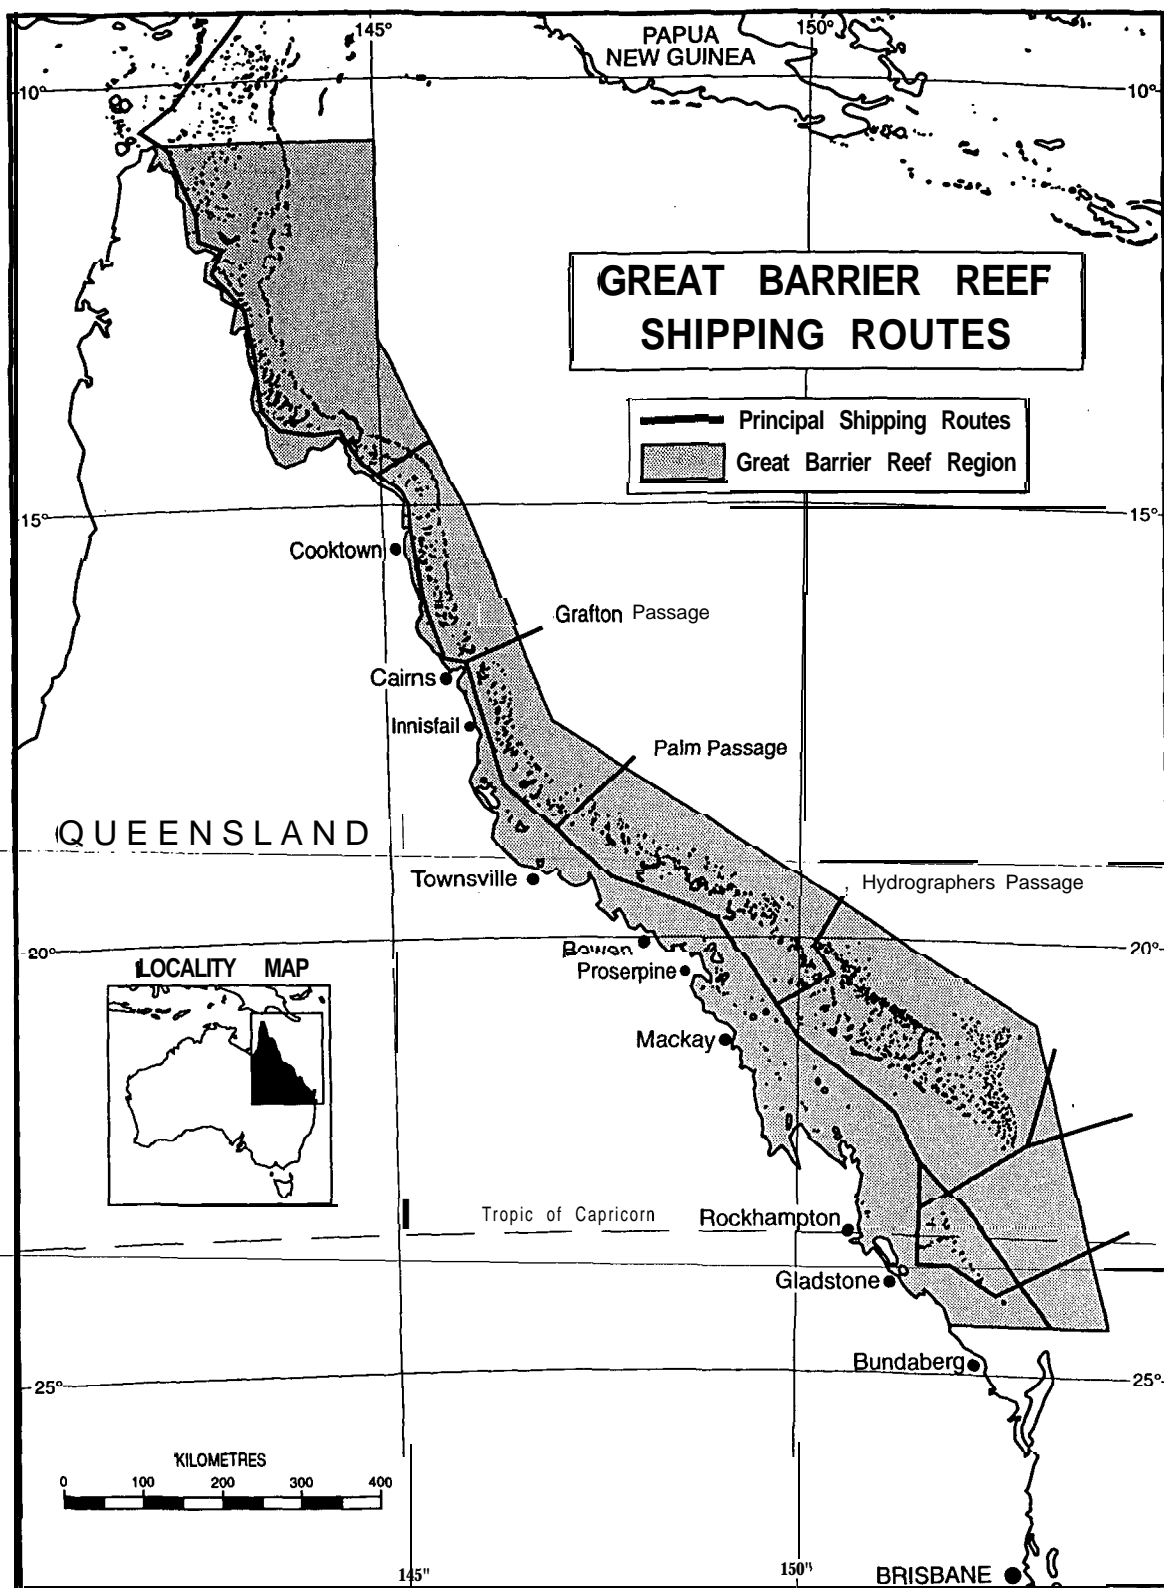 145°
150°
PAPUA
NEW GUINEA
10°
10°
GREAT BARRIER REEF
SHIPPING ROUTES
Principal Shipping Routes
Great Barrier Reef Region
15°
15°
Cooktown
Grafton Passage
Cairns
Innisfail
Palm Passage
QUEENSLAND
Townsville
Hydrographers Passage
Bowen
20°
20°
LOCALITY MAP
Proserpine
Mackay
Tropic of Capricorn
Rockhampton
Gladstone
Bundaberg
25°
25°
KILOMETRES
0 100 200 300 400
145"
150"
BRISBANE